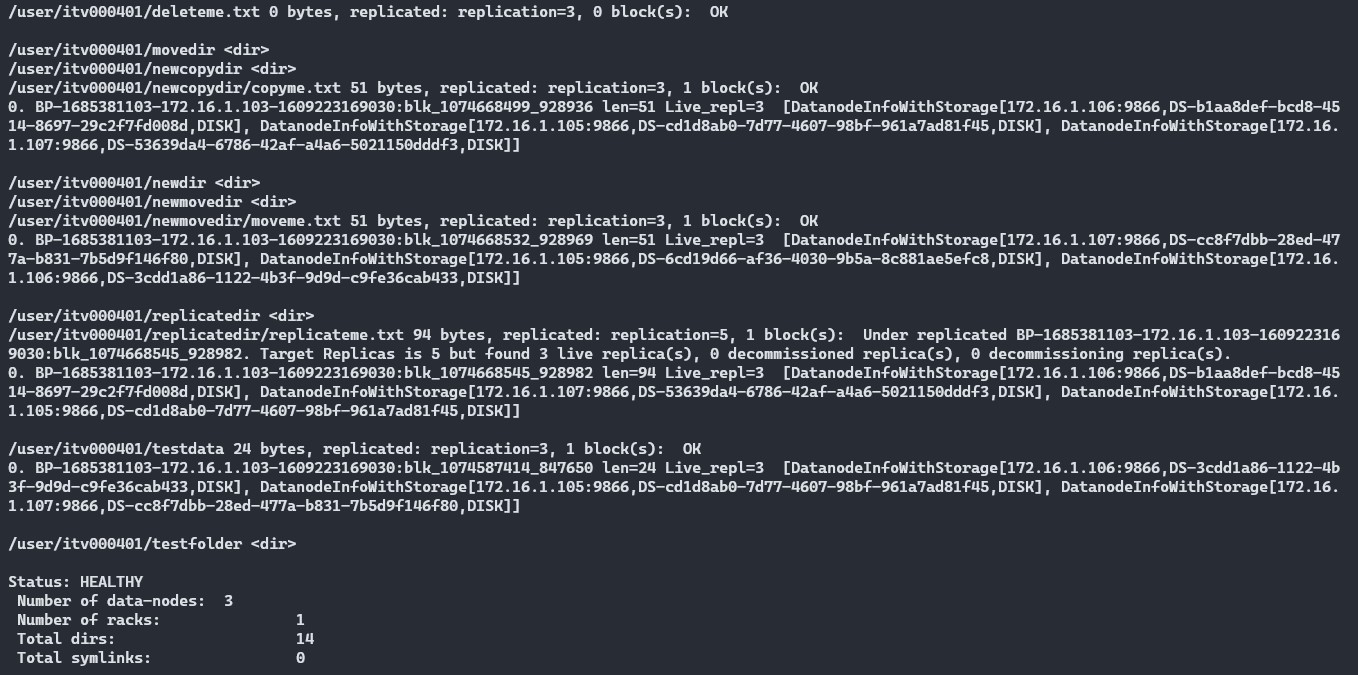 /user/itv000401/deleteme.txt 0 bytes, replicated: replication=3, 0 block(s):  OK
/user/itv000401/movedir <dir>
/user/itv000401/newcopydir <dir>
/user/itv000401/newcopydir/copyme.txt 51 bytes, replicated: replication=3, 1 block(s):  OK
0. BP-1685381103-172.16.1.103-1609223169030:blk_1074668499_928936 len=51 Live_repl=3  [DatanodeInfoWithStorage[172.16.1.106:9866,DS-b1aa8def-bcd8-45
14-8697-29c2f7fd008d,DISK], DatanodeInfoWithStorage[172.16.1.105:9866,DS-cd1d8ab0-7d77-4607-98bf-961a7ad81f45,DISK], DatanodeInfoWithStorage[172.16.
1.107:9866,DS-53639da4-6786-42af-a4a6-5021150dddf3,DISK]]
/user/itv000401/newdir <dir>
/user/itv000401/newmovedir <dir>
/user/itv000401/newmovedir/moveme.txt 51 bytes, replicated: replication=3, 1 block(s):  OK
0. BP-1685381103-172.16.1.103-1609223169030:blk_1074668532_928969 len=51 Live_repl=3  [DatanodeInfoWithStorage[172.16.1.107:9866,DS-cc8f7dbb-28ed-47
7a-b831-7b5d9f146f80,DISK], DatanodeInfoWithStorage[172.16.1.105:9866,DS-6cd19d66-af36-4030-9b5a-8c881ae5efc8,DISK], DatanodeInfoWithStorage[172.16.
1.106:9866,DS-3cdd1a86-1122-4b3f-9d9d-c9fe36cab433,DISK]]
/user/itv000401/replicatedir <dir>
/user/itv000401/replicatedir/replicateme.txt 94 bytes, replicated: replication=5, 1 block(s):  Under replicated BP-1685381103-172.16.1.103-160922316
9030:blk_1074668545_928982. Target Replicas is 5 but found 3 live replica(s), 0 decommissioned replica(s), 0 decommissioning replica(s).
0. BP-1685381103-172.16.1.103-1609223169030:blk_1074668545_928982 len=94 Live_repl=3  [DatanodeInfoWithStorage[172.16.1.106:9866,DS-b1aa8def-bcd8-45
14-8697-29c2f7fd008d,DISK], DatanodeInfoWithStorage[172.16.1.107:9866,DS-53639da4-6786-42af-a4a6-5021150dddf3,DISK], DatanodeInfoWithStorage[172.16.
1.105:9866,DS-cd1d8ab0-7d77-4607-98bf-961a7ad81f45,DISK]]
/user/itv000401/testdata 24 bytes, replicated: replication=3, 1 block(s):  OK
0. BP-1685381103-172.16.1.103-1609223169030:blk_1074587414_847650 len=24 Live_repl=3  [DatanodeInfoWithStorage[172.16.1.106:9866,DS-3cdd1a86-1122-4b
3f-9d9d-c9fe36cab433,DISK], DatanodeInfoWithStorage[172.16.1.105:9866,DS-cd1d8ab0-7d77-4607-98bf-961a7ad81f45,DISK], DatanodeInfoWithStorage[172.16.
1.107:9866,DS-cc8f7dbb-28ed-477a-b831-7b5d9f146f80,DISK]]
/user/itv000401/testfolder <dir>
Status: HEALTHY
 Number of data-nodes:  3
 Number of racks:               1
 Total dirs:                    14
 Total symlinks:                0